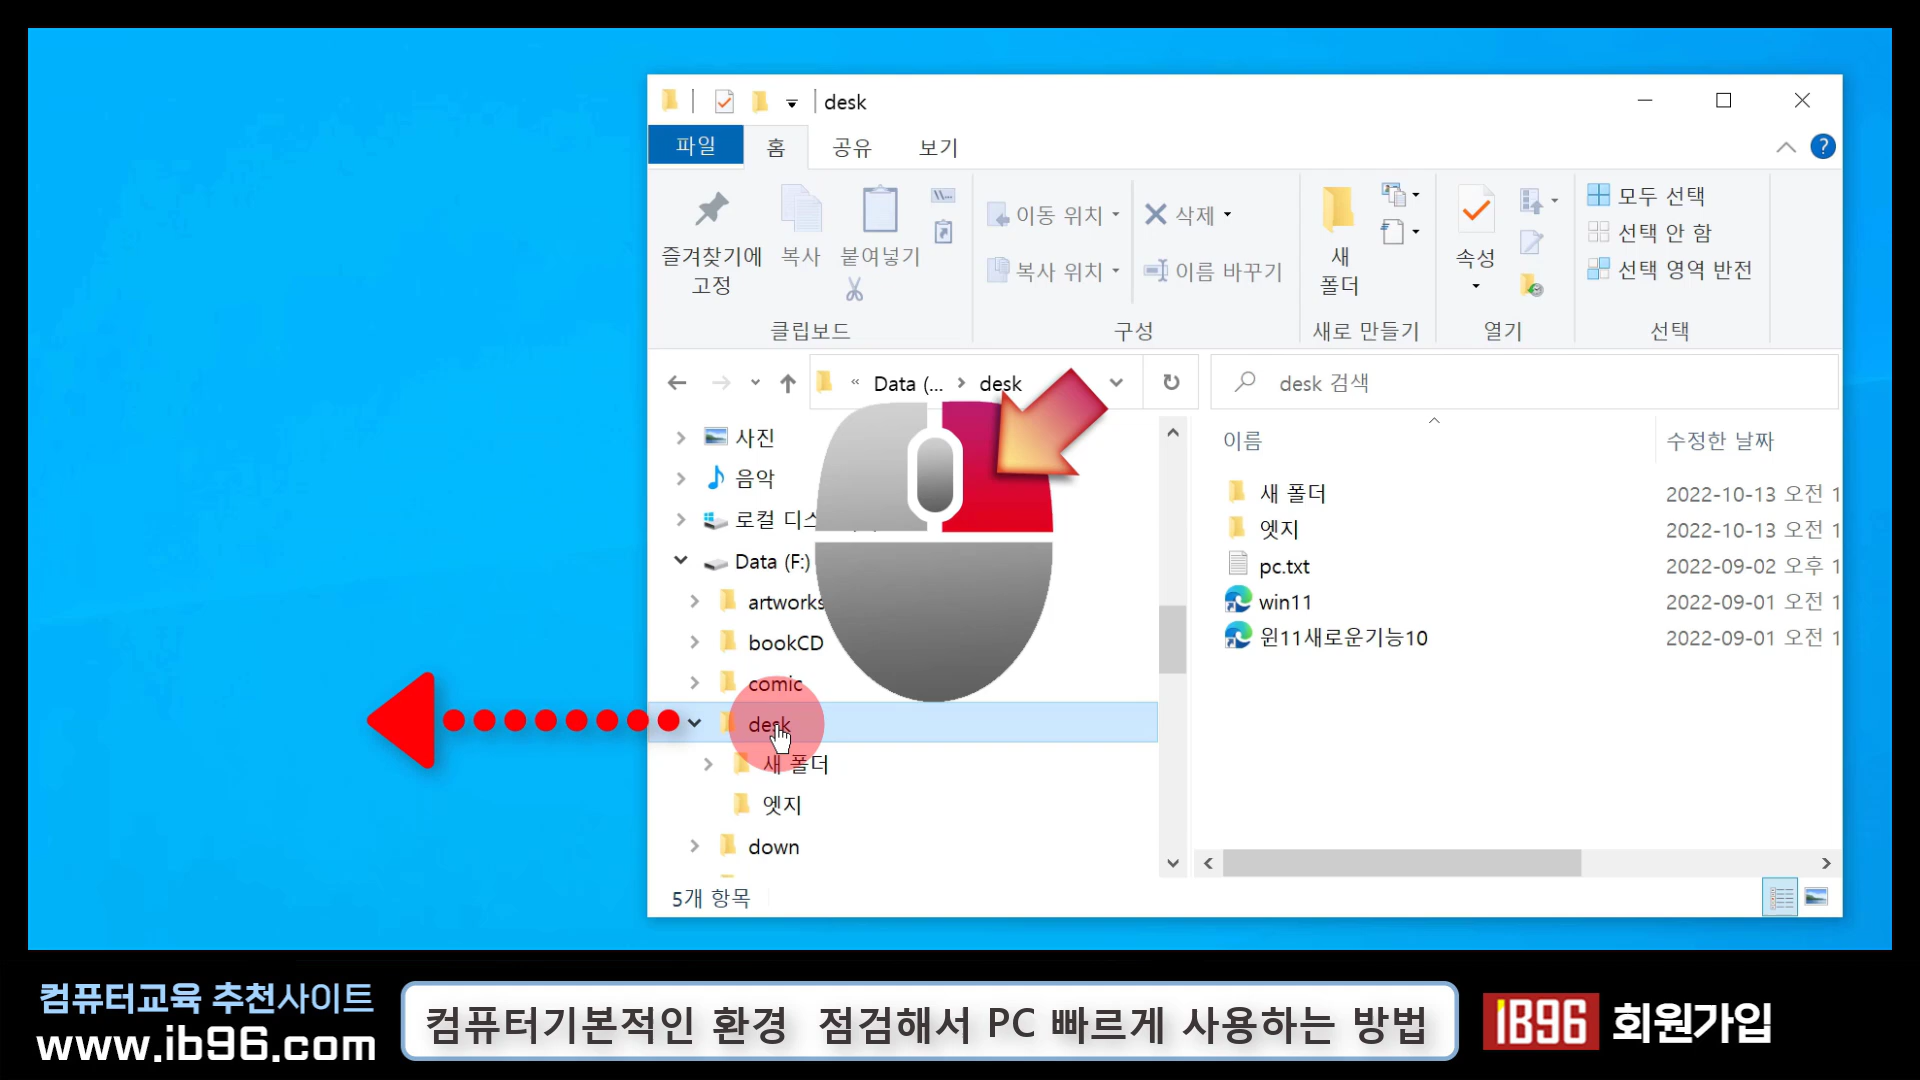 desk
파일 홈 공유 보기
즐겨찾기에
고정
복사
붙여넣기
클립보드
이동 위치
복사 위치
삭제
이름 바꾸기
구성
새
폴더
새로 만들기
속성
열기
모두 선택
선택 안 함
선택 영역 반전
선택
« Data (... > desk
desk 검색
사진
음악
로컬
Data (F:)
artworks
bookCD
comic
desk
새 폴더
엣지
down
이름 수정한 날짜
새 폴더 2022-10-13 오전 1
엣지 2022-10-13 오전 1
pc.txt 2022-09-02 오후 1
win11 2022-09-01 오전 1
윈11새로운기능10 2022-09-01 오전 1
5개 항목
컴퓨터교육 추천사이트
www.ib96.com
컴퓨터기본적인 환경 점검해서 PC 빠르게 사용하는 방법
IB96 회원가입